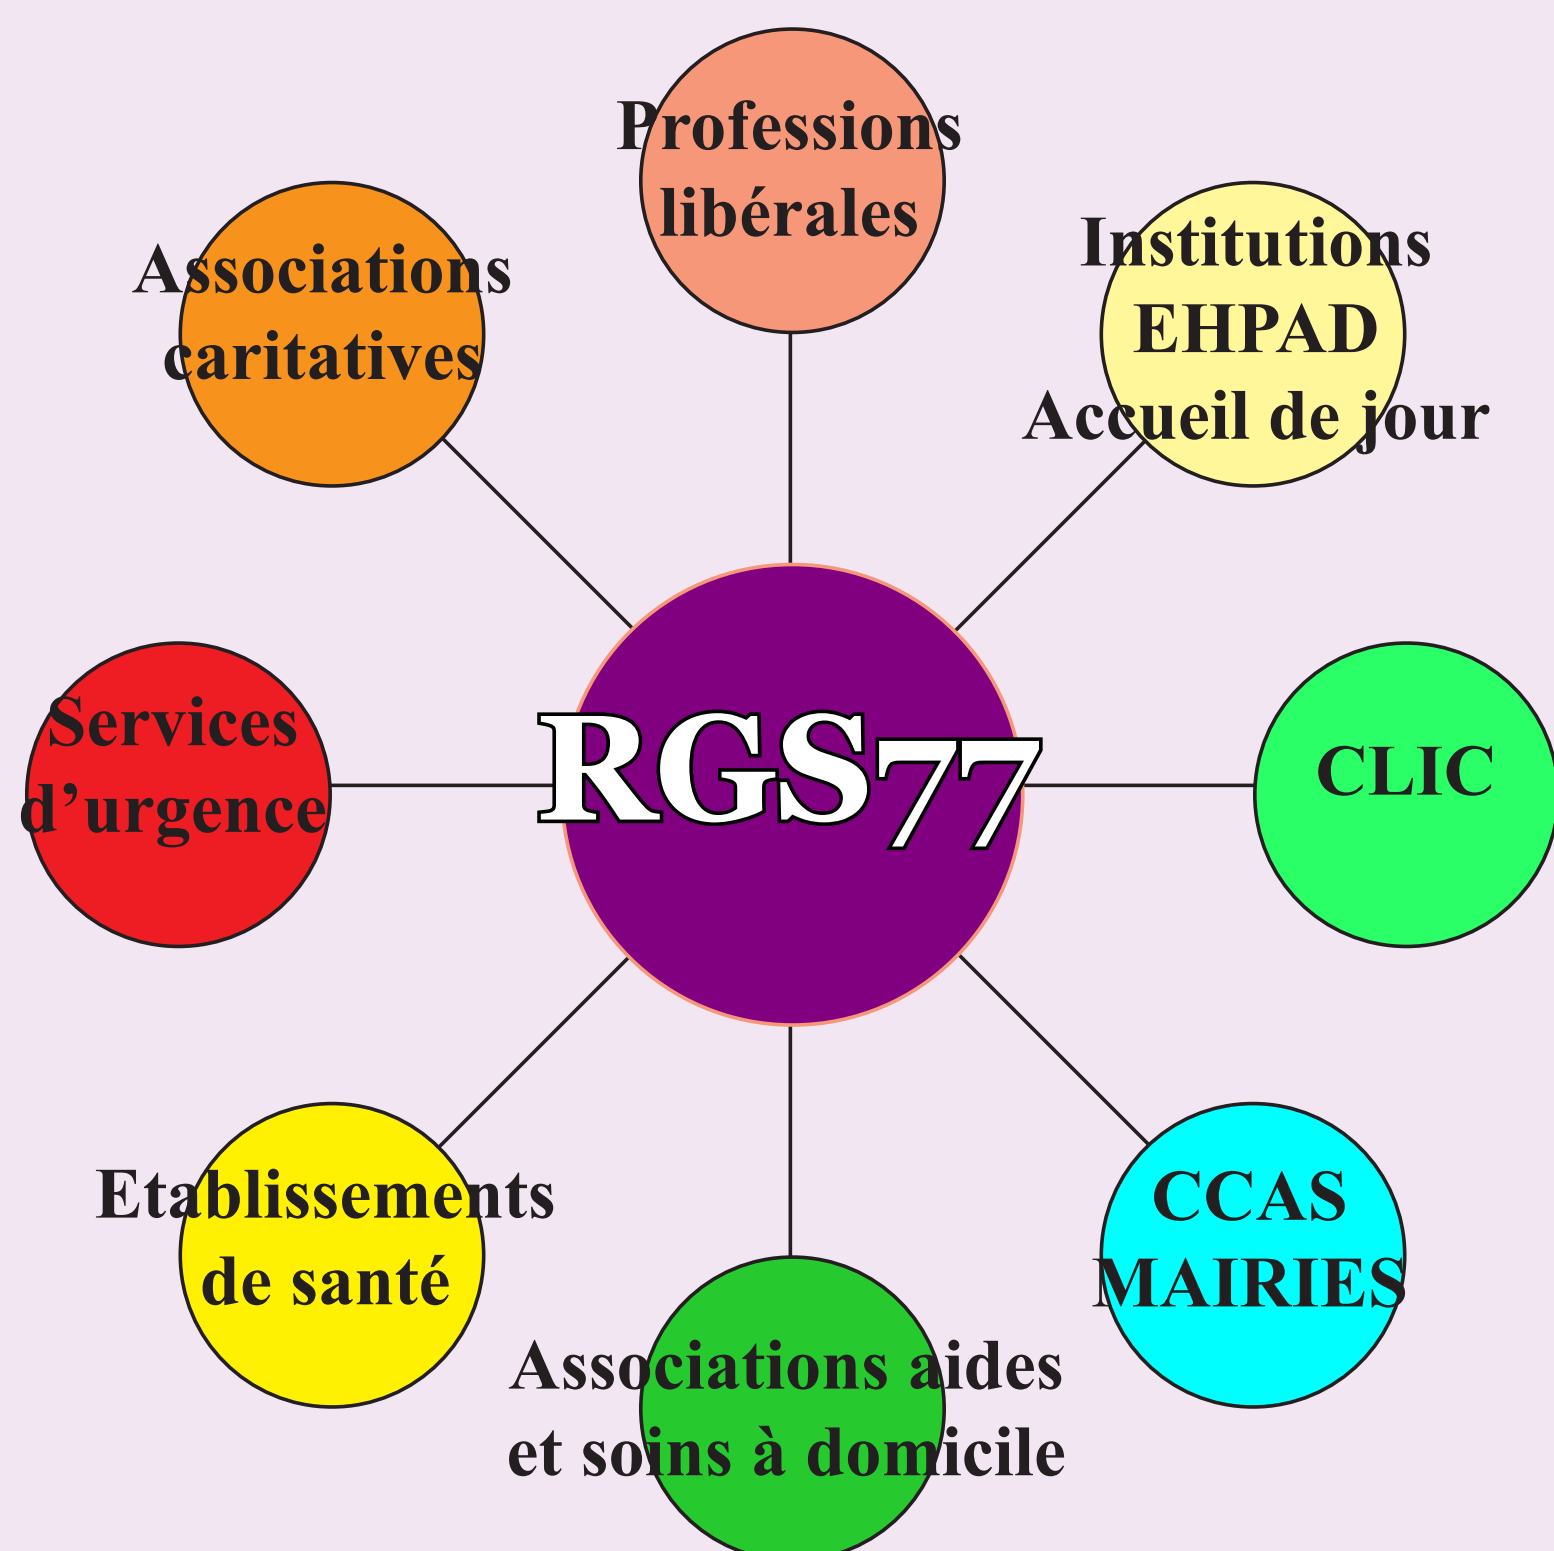 Professions
libérales
Associations
caritatives
Institutions
EHPAD
Accueil de jour
Services
d’urgence
RGS77
CLIC
Etablissements
de santé
CCAS
MAIRIES
Associations aides
et soins à domicile